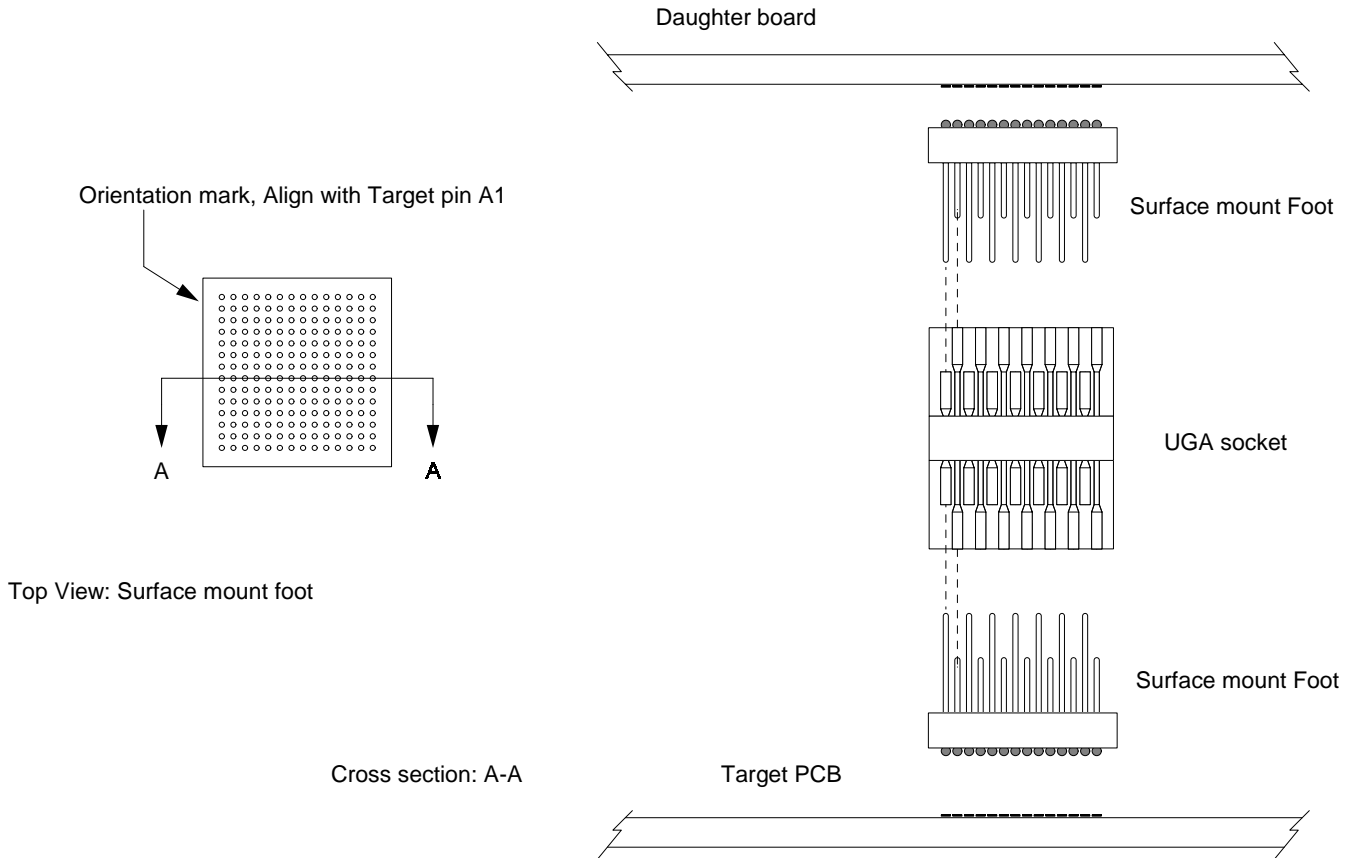 Daughter board
Orientation mark, Align with Target pin A1
Surface mount Foot
A
A
UGA socket
Top View: Surface mount foot
Surface mount Foot
Cross section: A-A
Target PCB